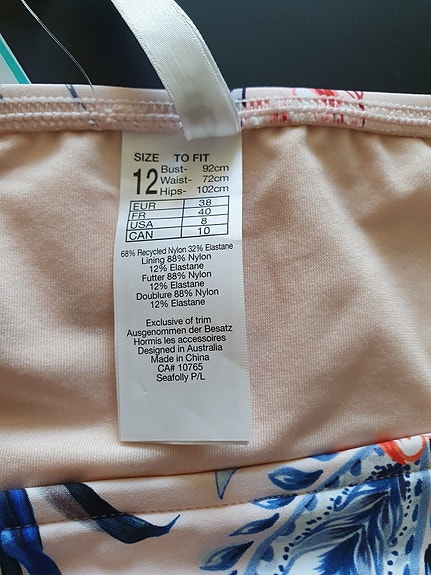 SIZE TO FIT
12 Bust- 92cm
Waist- 72cm
Hips- 102cm
EUR 38
FR 40
USA 8
CAN 10
68% Recycled Nylon 32% Elastane
Lining 88% Nylon
12% Elastane
Futter 88% Nylon
12% Elastane
Doublure 88% Nylon
12% Elastane
Exclusive of trim
Ausgenommen der Besatz
Hormis les accessoires
Designed in Australia
Made in China
CA# 10765
Seafolly P/L